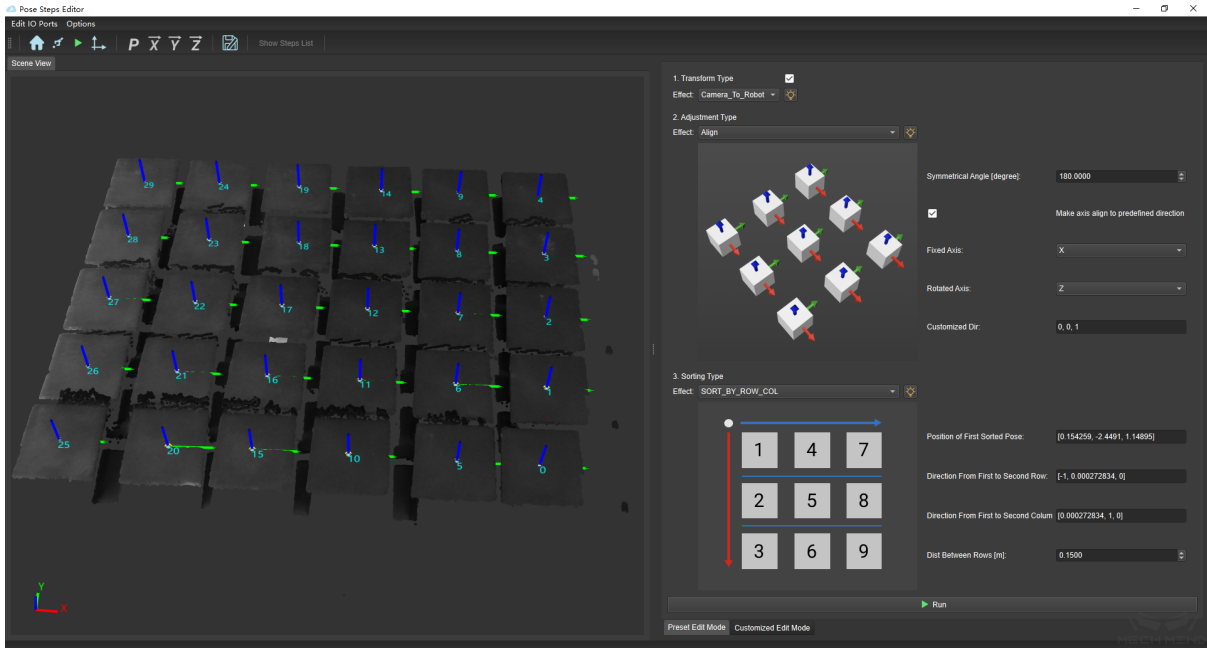 Pose Steps Editor
Edit IO Ports Options
P X Y Z Show Steps List
Scene View
1. Transform Type
Effect: Camera_To_Robot
2. Adjustment Type
Effect: Align
Symmetrical Angle [degree]: 180.0000
Make axis align to predefined direction
Fixed Axis: X
Rotated Axis: Z
Customized Dir: 0, 0, 1
3. Sorting Type
Effect: SORT_BY_ROW_COL
1 4 7
2 5 8
3 6 9
Position of First Sorted Pose: [0.154259, -2.4491, 1.14895]
Direction From First to Second Row: [-1, 0.000272834, 0]
Direction From First to Second Colum [0.000272834, 1, 0]
Dist Between Rows [m]: 0.1500
Run
Preset Edit Mode Customized Edit Mode
29 24 19 14 9 4
28 23 18 13 8 3
27 22 17 12 7 2
26 21 16 11 6 1
25 20 15 10 5 0
Y
X
MECH MIND